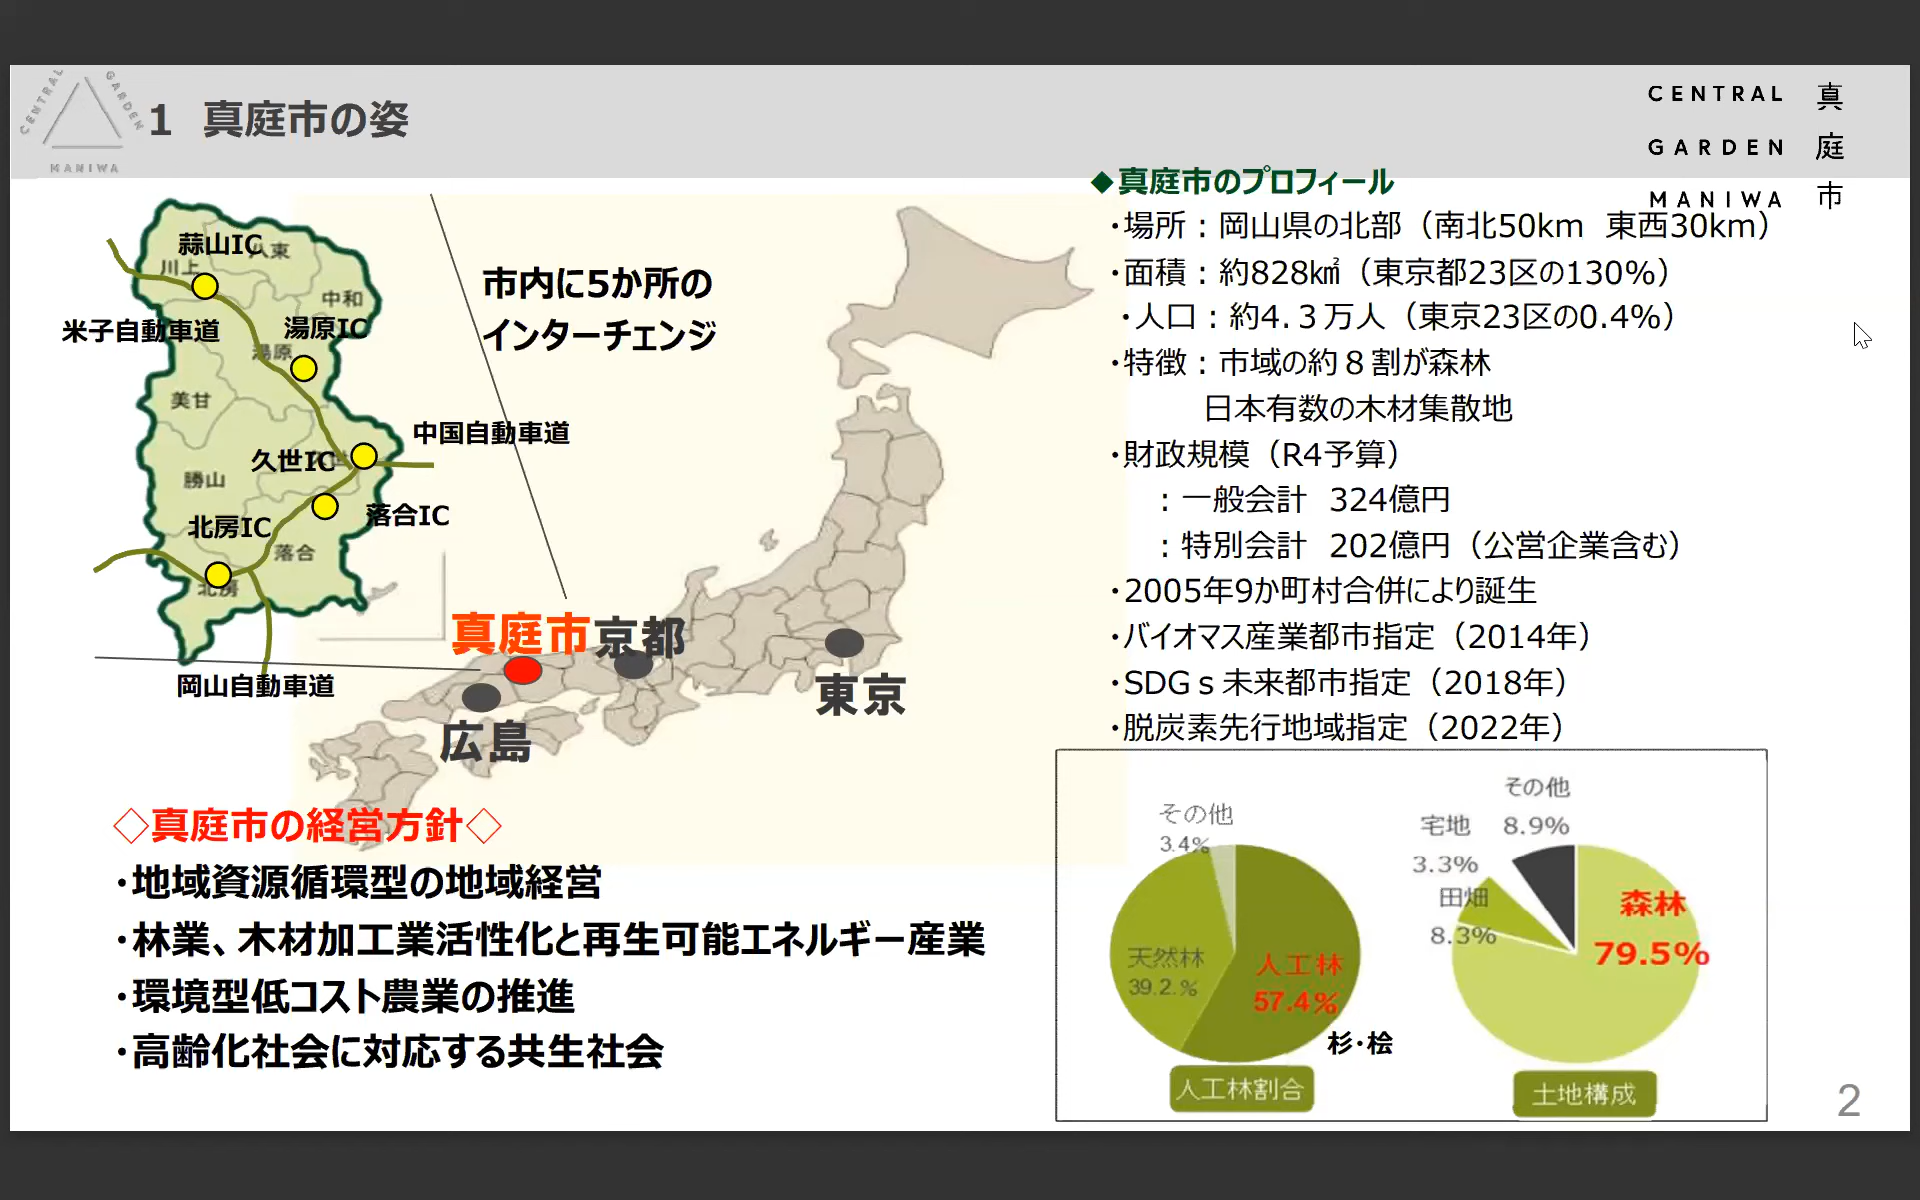 CENTRAL GARDEN MANIWA
1 真庭市の姿
CENTRAL
GARDEN
MANIWA
真庭市
蒜山IC
八束
川上
中和
米子自動車道
湯原IC
湯原
美甘
中国自動車道
久世IC
勝山
落合IC
北房IC
落合
北房
岡山自動車道
市内に5か所の
インターチェンジ
真庭市
京都
広島
東京
◆真庭市のプロフィール
・場所：岡山県の北部（南北50km 東西30km）
・面積：約828㎢（東京都23区の130%）
・人口：約4.３万人（東京23区の0.4%）
・特徴：市域の約８割が森林
日本有数の木材集散地
・財政規模（R4予算）
：一般会計 324億円
：特別会計 202億円（公営企業含む）
・2005年9か町村合併により誕生
・バイオマス産業都市指定（2014年）
・SDGｓ未来都市指定（2018年）
・脱炭素先行地域指定（2022年）
◇真庭市の経営方針◇
・地域資源循環型の地域経営
・林業、木材加工業活性化と再生可能エネルギー産業
・環境型低コスト農業の推進
・高齢化社会に対応する共生社会
その他
3.4%
天然林
39.2.%
人工林
57.4%
杉・桧
人工林割合
その他
8.9%
宅地
3.3%
田畑
8.3%
森林
79.5%
土地構成
2